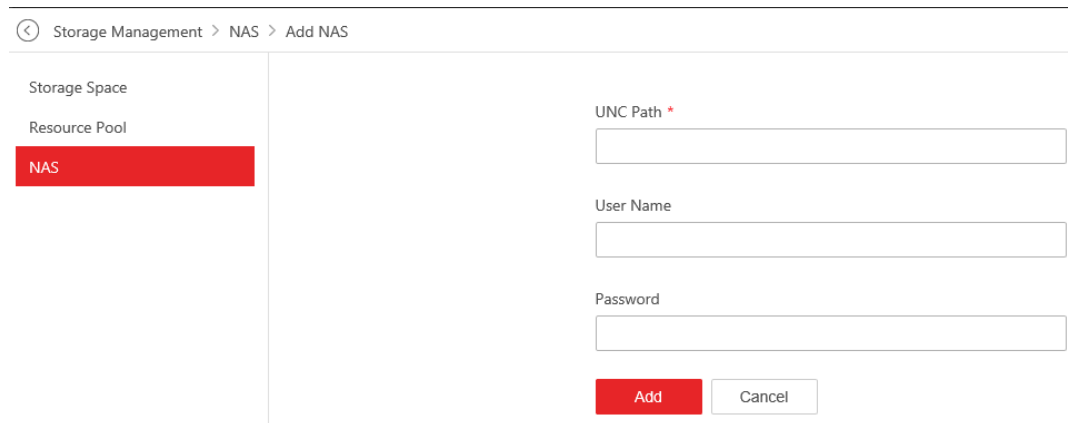 Storage Management > NAS > Add NAS
Storage Space
Resource Pool
NAS
UNC Path *
User Name
Password
Add
Cancel